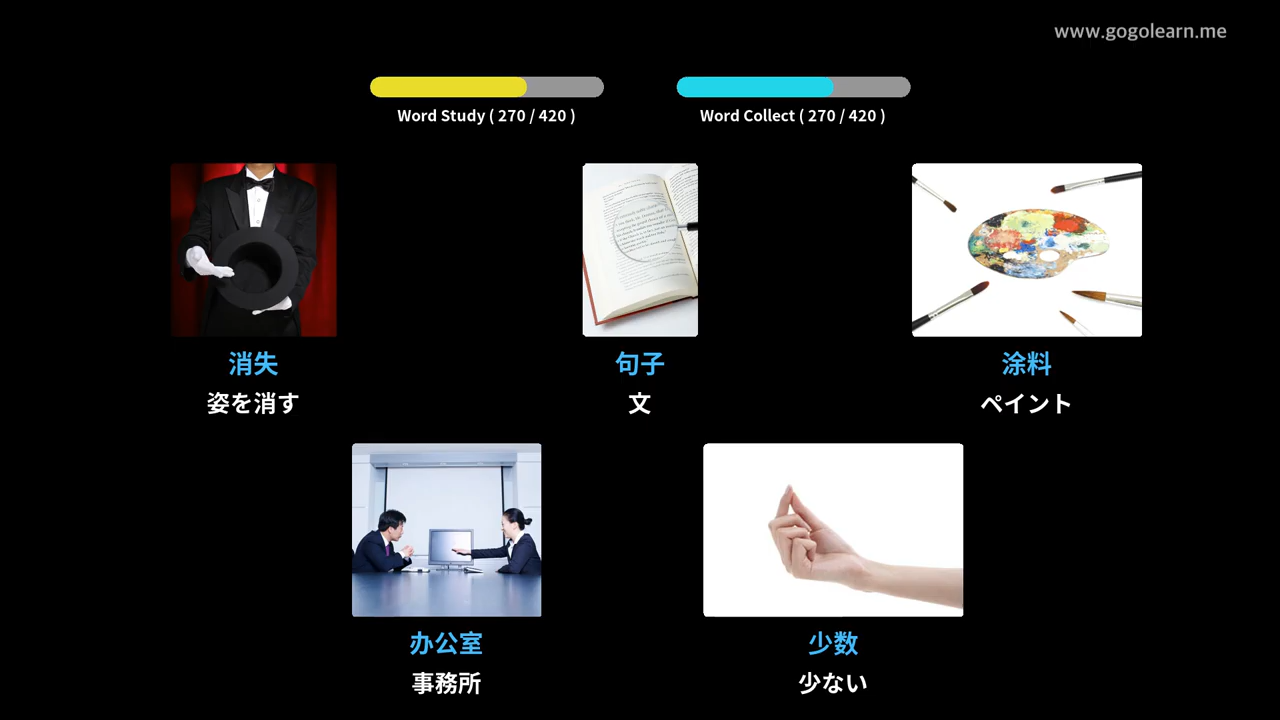 www.gogolearn.me
Word Study ( 270 / 420 )
Word Collect ( 270 / 420 )
消失
姿を消す
句子
文
涂料
ペイント
办公室
事務所
少数
少ない